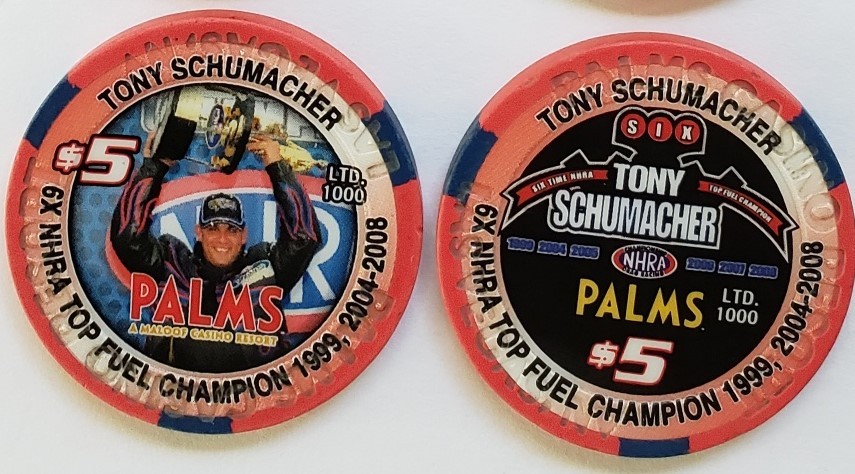 TONY SCHUMACHER
$5
LTD.
1000
PALMS
A MALOOF CASINO RESORT
6X NHRA TOP FUEL CHAMPION 1999, 2004-2008
TONY SCHUMACHER
SIX
SIX TIME NHRA
TOP FUEL CHAMPION
TONY
SCHUMACHER
1999 2004 2005
NHRA
2006 2007 2008
PALMS
LTD.
1000
$5
6X NHRA TOP FUEL CHAMPION 1999, 2004-2008